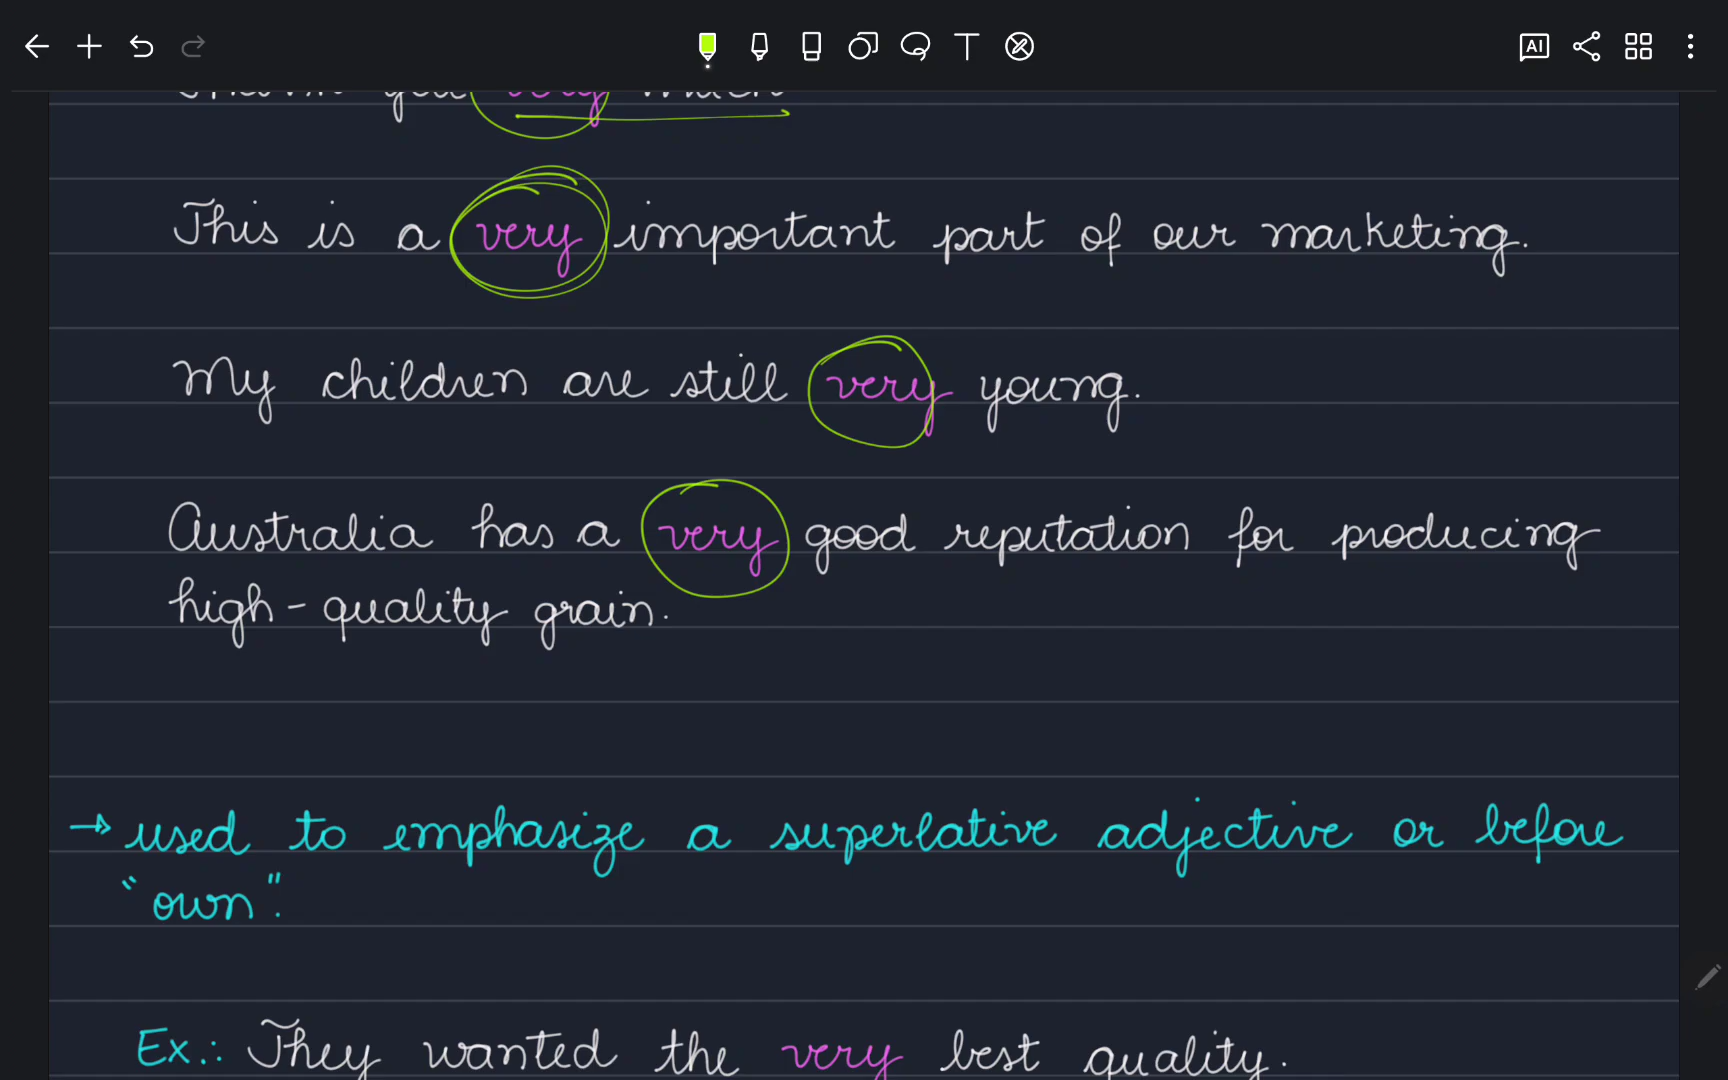 very
This is a very important part of our marketing.
My children are still very young.
Australia has a very good reputation for producing
high-quality grain.
→ used to emphasize a superlative adjective or before
"own".
Ex.: They wanted the very best quality.